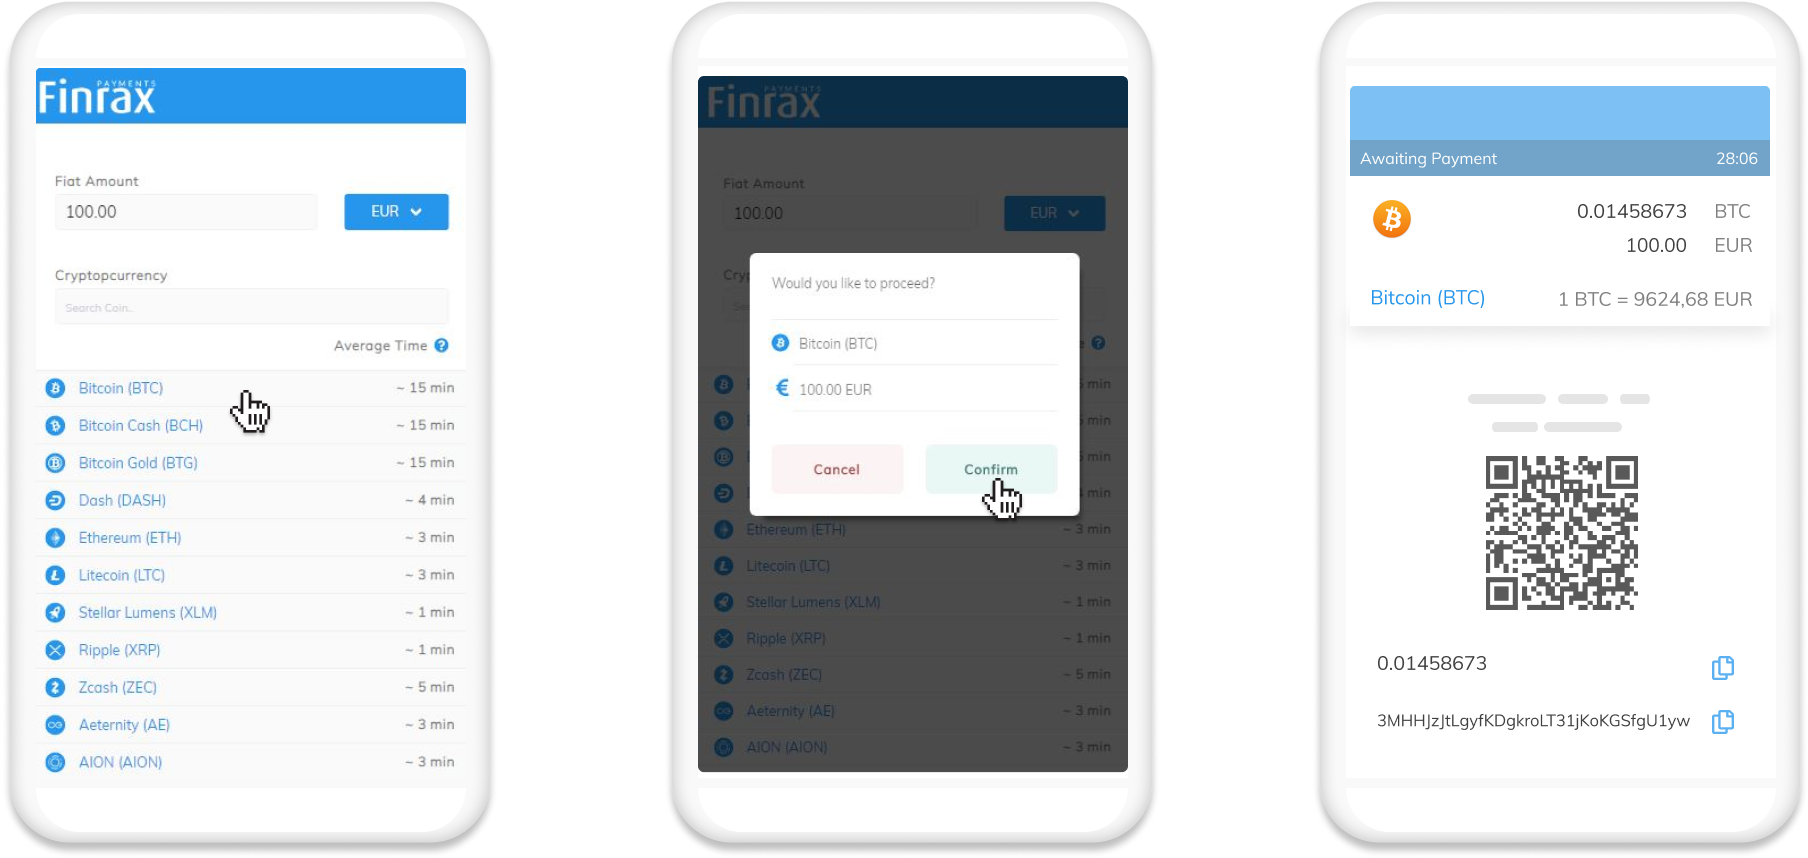 PAYMENTS
Finrax
Fiat Amount
100.00 EUR
Cryptopcurrency
Search Coin..
Average Time ?
Bitcoin (BTC) ~ 15 min
Bitcoin Cash (BCH) ~ 15 min
Bitcoin Gold (BTG) ~ 15 min
Dash (DASH) ~ 4 min
Ethereum (ETH) ~ 3 min
Litecoin (LTC) ~ 3 min
Stellar Lumens (XLM) ~ 1 min
Ripple (XRP) ~ 1 min
Zcash (ZEC) ~ 5 min
Aeternity (AE) ~ 3 min
AION (AION) ~ 3 min
PAYMENTS
Finrax
Fiat Amount
100.00 EUR
Would you like to proceed?
Bitcoin (BTC)
€ 100.00 EUR
Cancel Confirm
Ethereum (ETH) ~ 3 min
Litecoin (LTC) ~ 3 min
Stellar Lumens (XLM) ~ 1 min
Ripple (XRP) ~ 1 min
Zcash (ZEC) ~ 5 min
Aeternity (AE) ~ 3 min
AION (AION) ~ 3 min
Awaiting Payment 28:06
0.01458673 BTC
100.00 EUR
Bitcoin (BTC) 1 BTC = 9624,68 EUR
0.01458673
3MHHJzJtLgyfKDgkroLT31jKoKGSfgU1yw